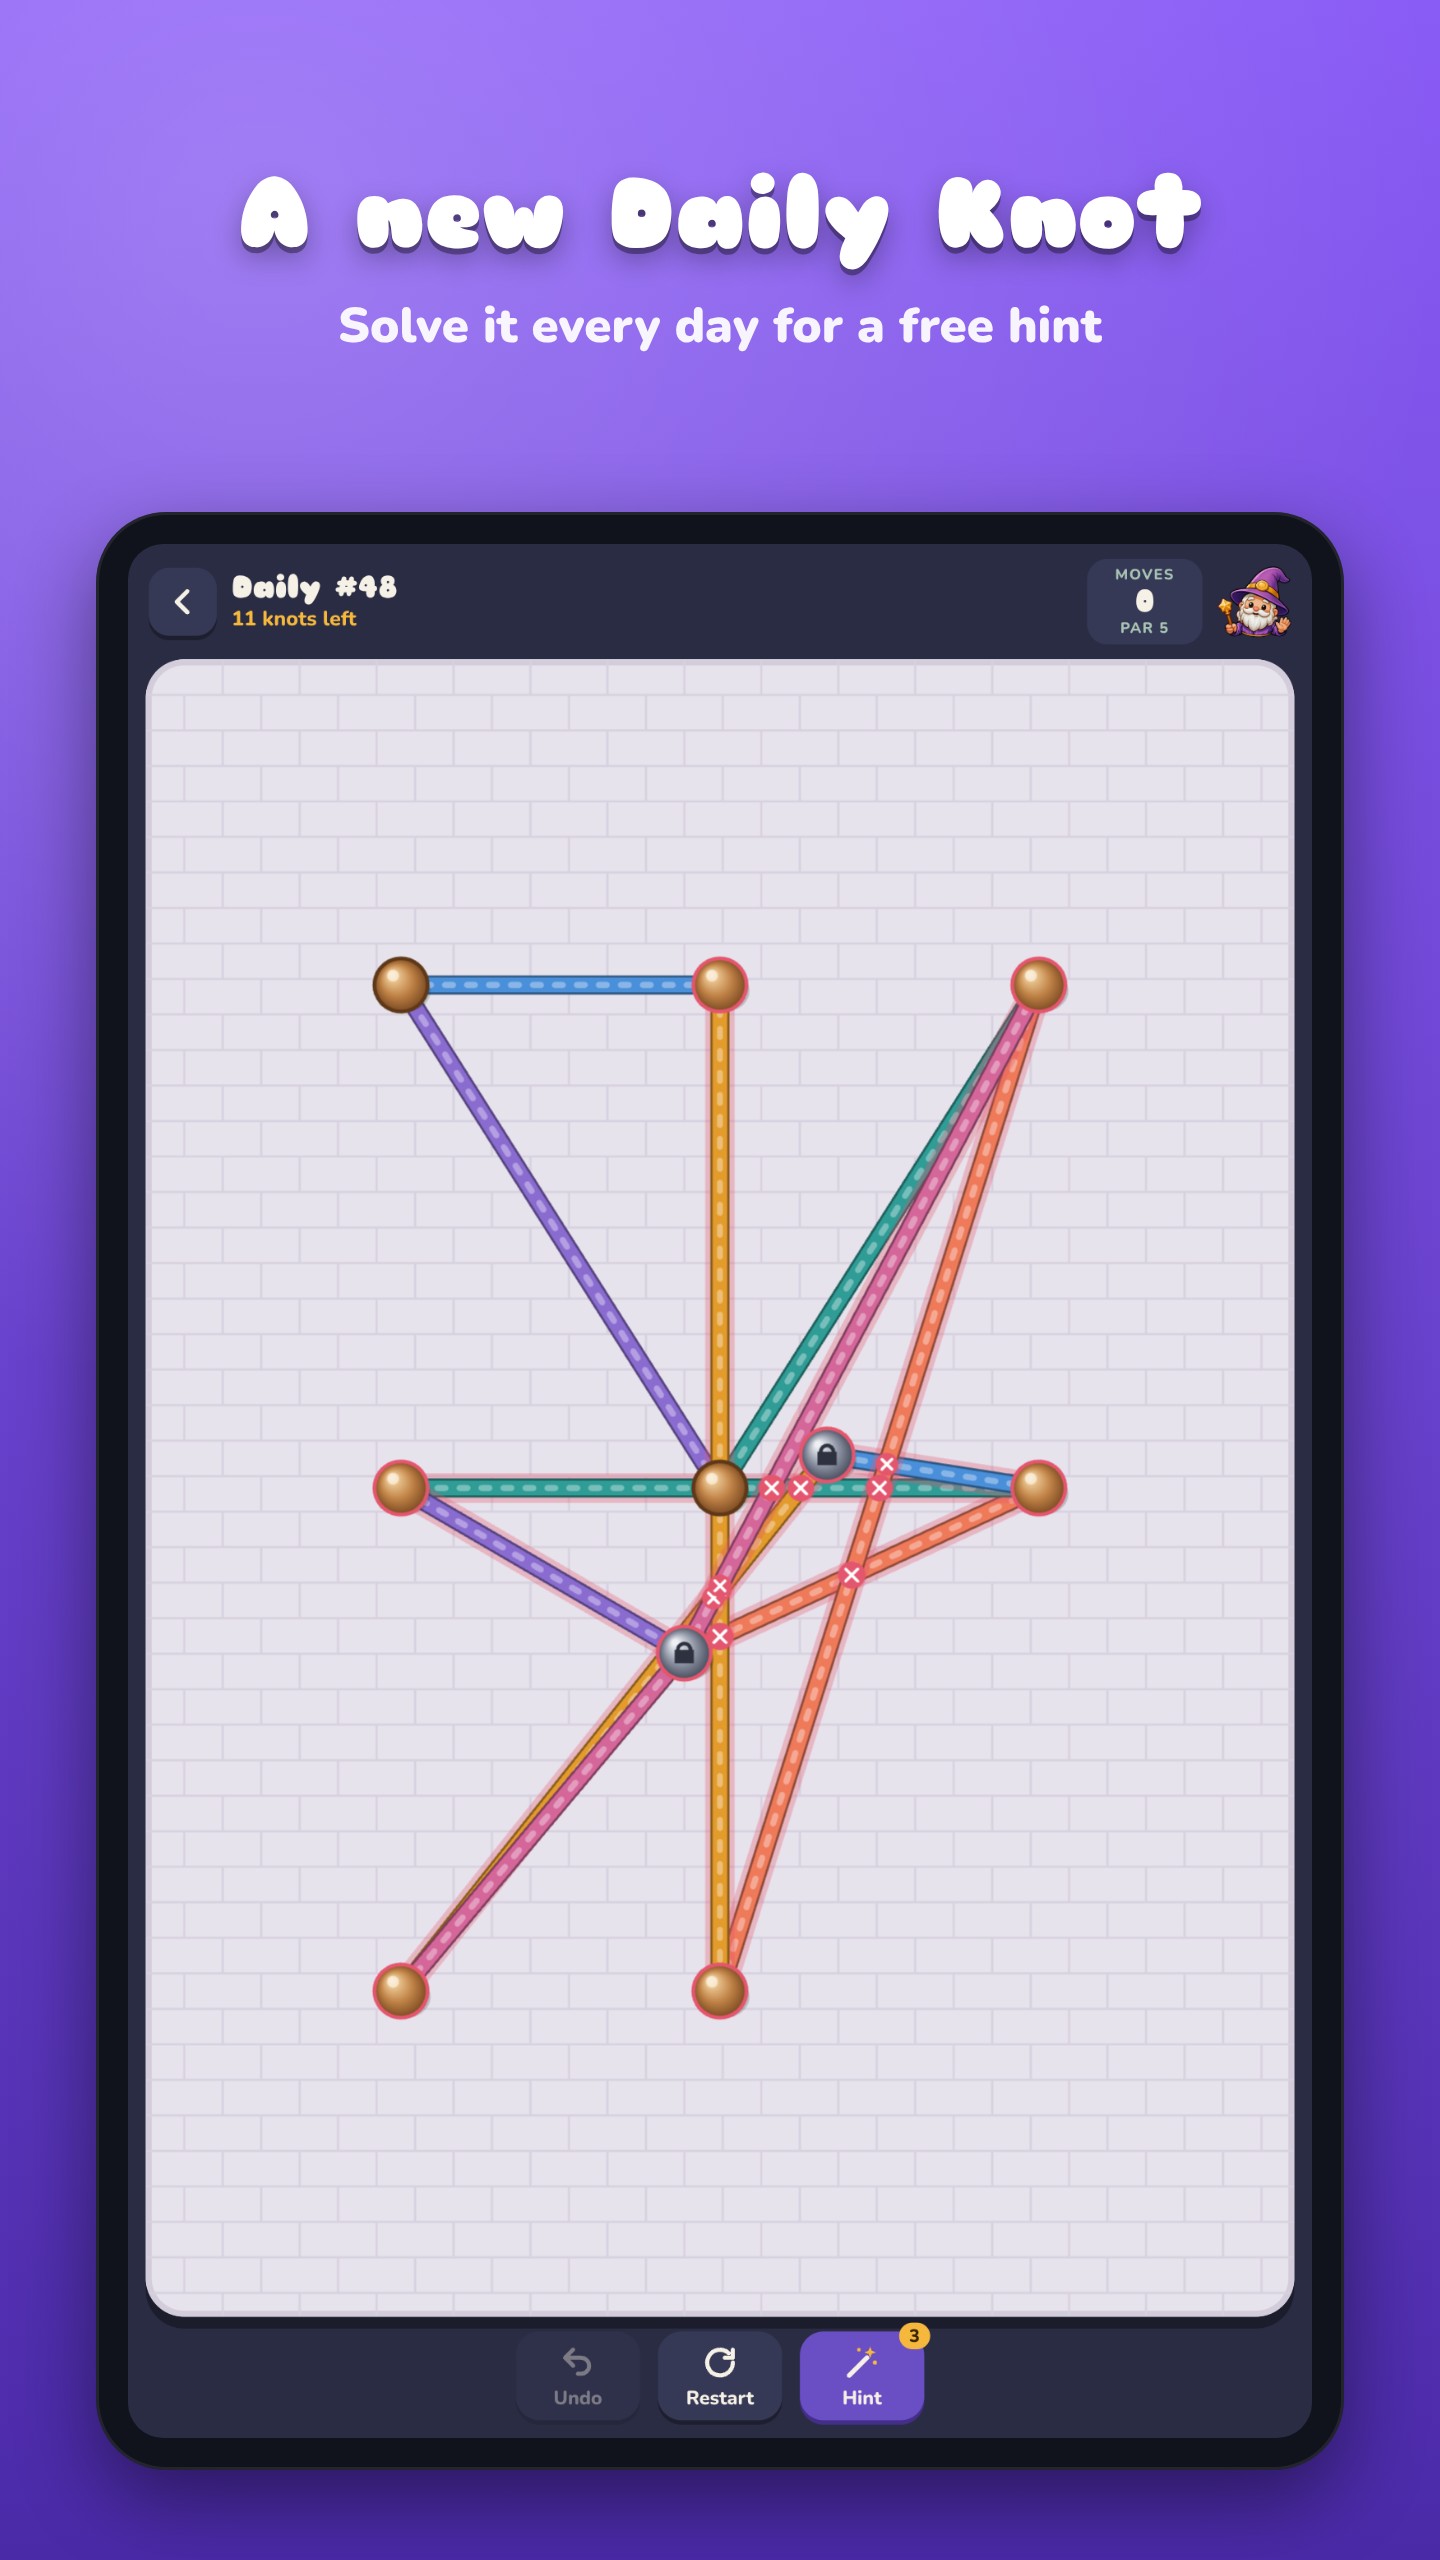 A new Daily Knot
Solve it every day for a free hint
Daily #48
11 knots left
MOVES
0
PAR 5
3
Undo
Restart
Hint